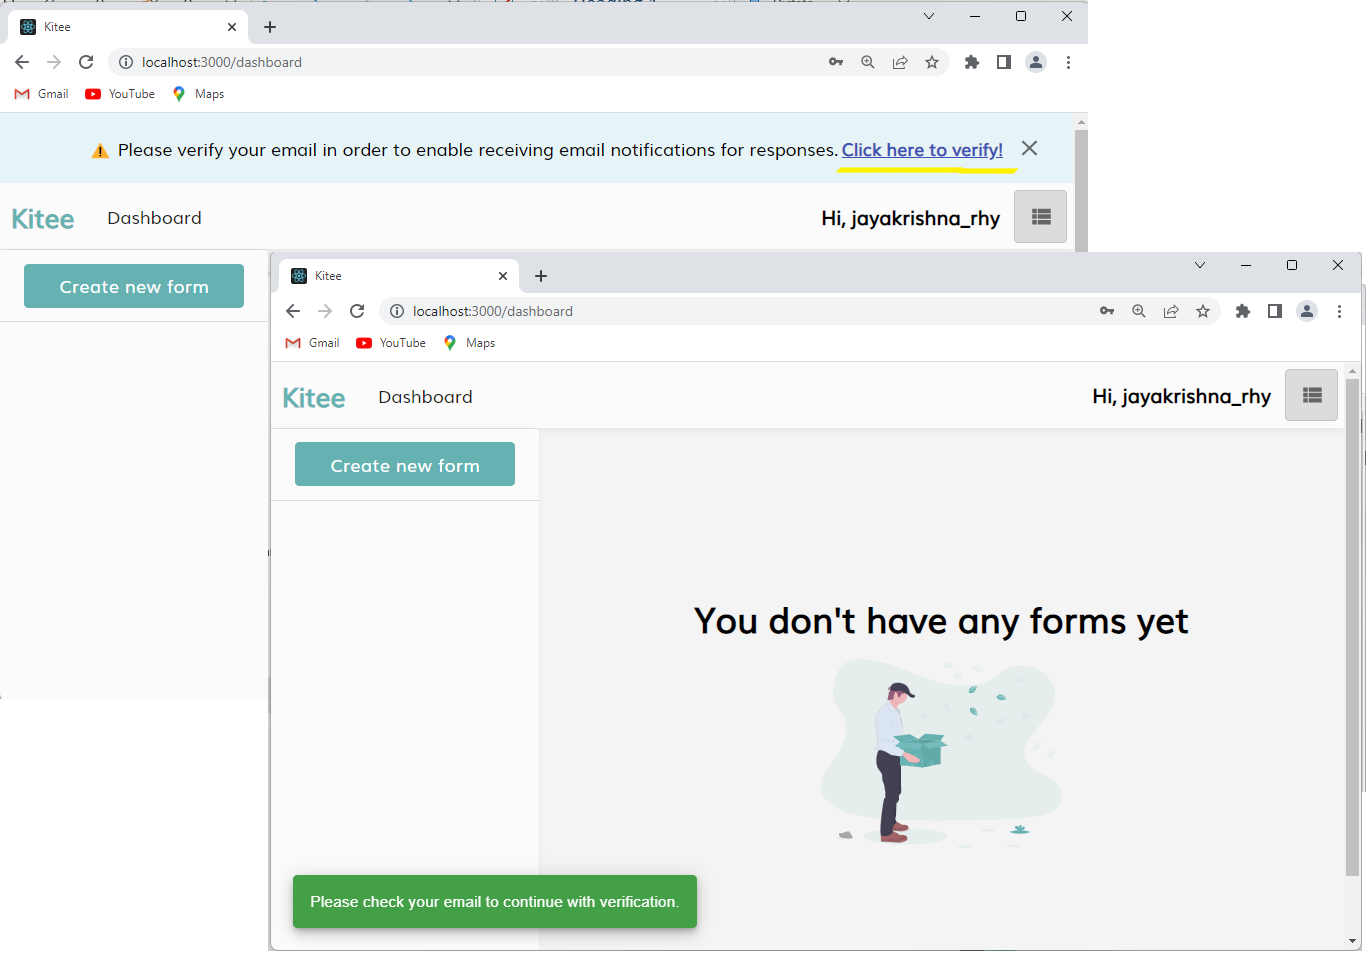 Kitee
localhost:3000/dashboard
Gmail YouTube Maps
Please verify your email in order to enable receiving email notifications for responses. Click here to verify!
Kitee Dashboard Hi, jayakrishna_rhy
Create new form
Kitee
localhost:3000/dashboard
Gmail YouTube Maps
Kitee Dashboard Hi, jayakrishna_rhy
Create new form
You don't have any forms yet
Please check your email to continue with verification.